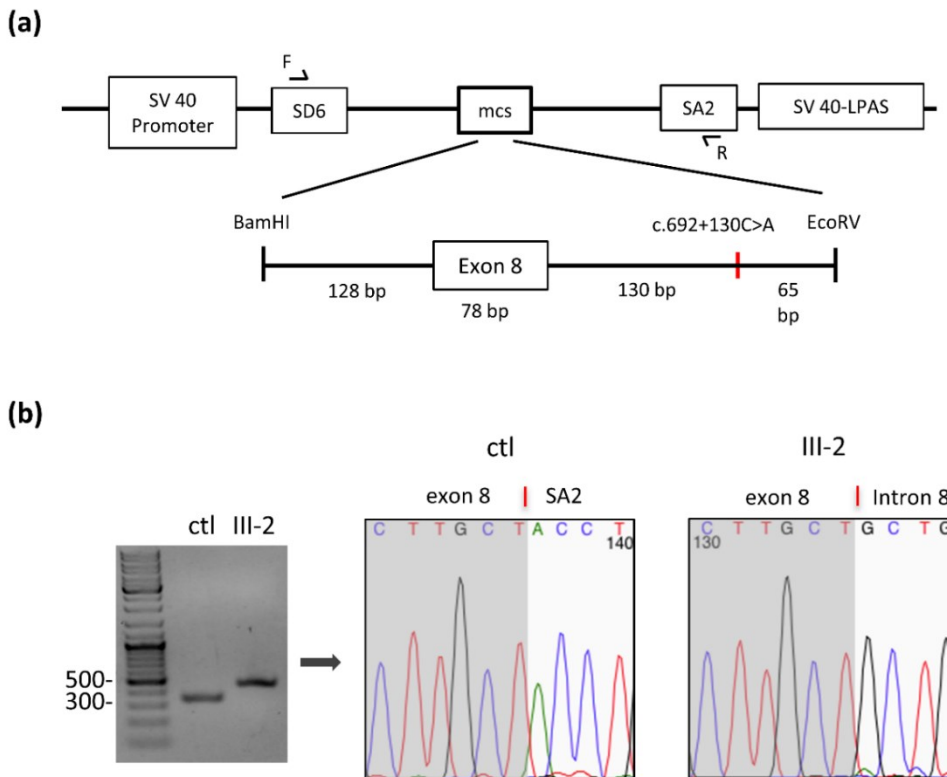 (a)
F
SV 40
Promoter
SD6
mcs
SA2
SV 40-LPAS
R
BamHI
c.692+130C>A
EcoRV
Exon 8
128 bp
78 bp
130 bp
65
bp
(b)
ctl
III-2
exon 8 | SA2
exon 8 | Intron 8
ctl III-2
C T T G C T A C C T
140
C T T G C T G C T G
130
500-
300-